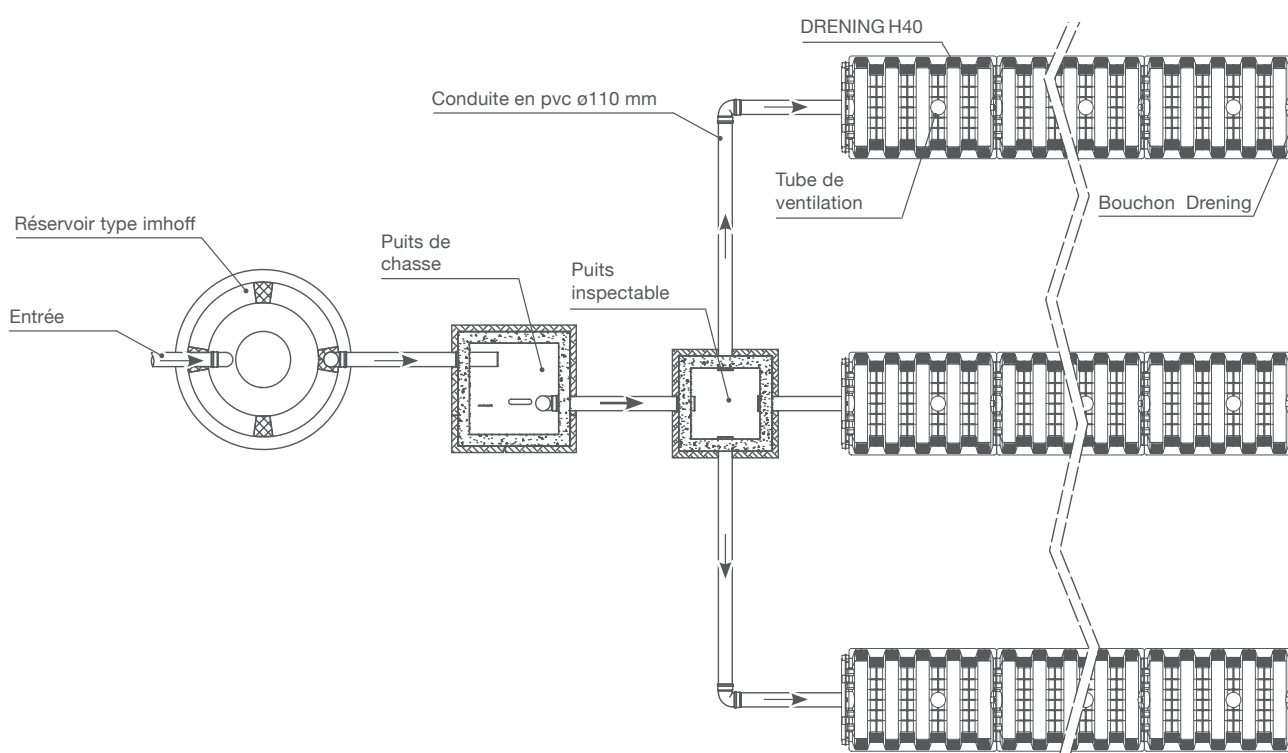 DRENING H40
Conduite en pvc ø110 mm
Tube de
ventilation
Bouchon Drening
Réservoir type imhoff
Puits de
chasse
Puits
inspectable
Entrée